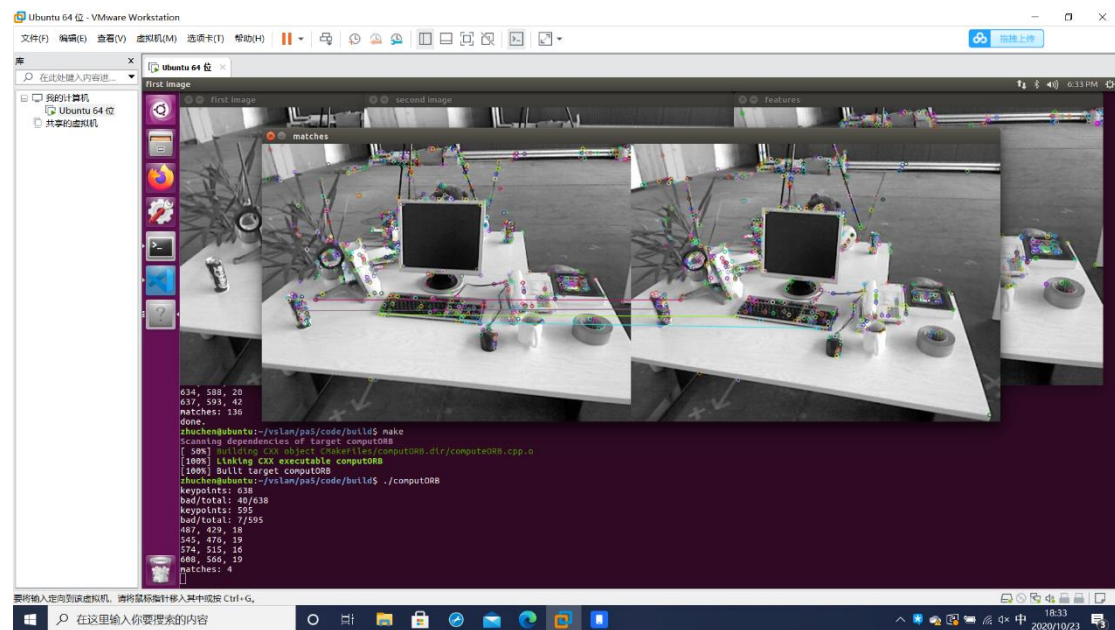 Ubuntu 64 位 - VMware Workstation
文件(F) 编辑(E) 查看(V) 虚拟机(M) 选项卡(T) 帮助(H)
拖拽上传
库
在此处键入内容进...
我的计算机
Ubuntu 64 位
共享的虚拟机
Ubuntu 64 位
first image
6:33 PM
first image
second image
features
matches
634, 588, 20
637, 593, 42
matches: 136
done.
zhuchen@ubuntu:~/vslam/pa5/code/build$ make
Scanning dependencies of target computORB
[ 50%] Building CXX object CMakeFiles/computORB.dir/computeORB.cpp.o
[100%] Linking CXX executable computORB
[100%] Built target computORB
zhuchen@ubuntu:~/vslam/pa5/code/build$ ./computORB
keypoints: 638
bad/total: 40/638
keypoints: 595
bad/total: 7/595
487, 429, 18
545, 476, 19
574, 515, 16
608, 566, 19
matches: 4
要将输入定向到该虚拟机，请将鼠标指针移入其中或按 Ctrl+G。
在这里输入你要搜索的内容
中
18:33
2020/10/23